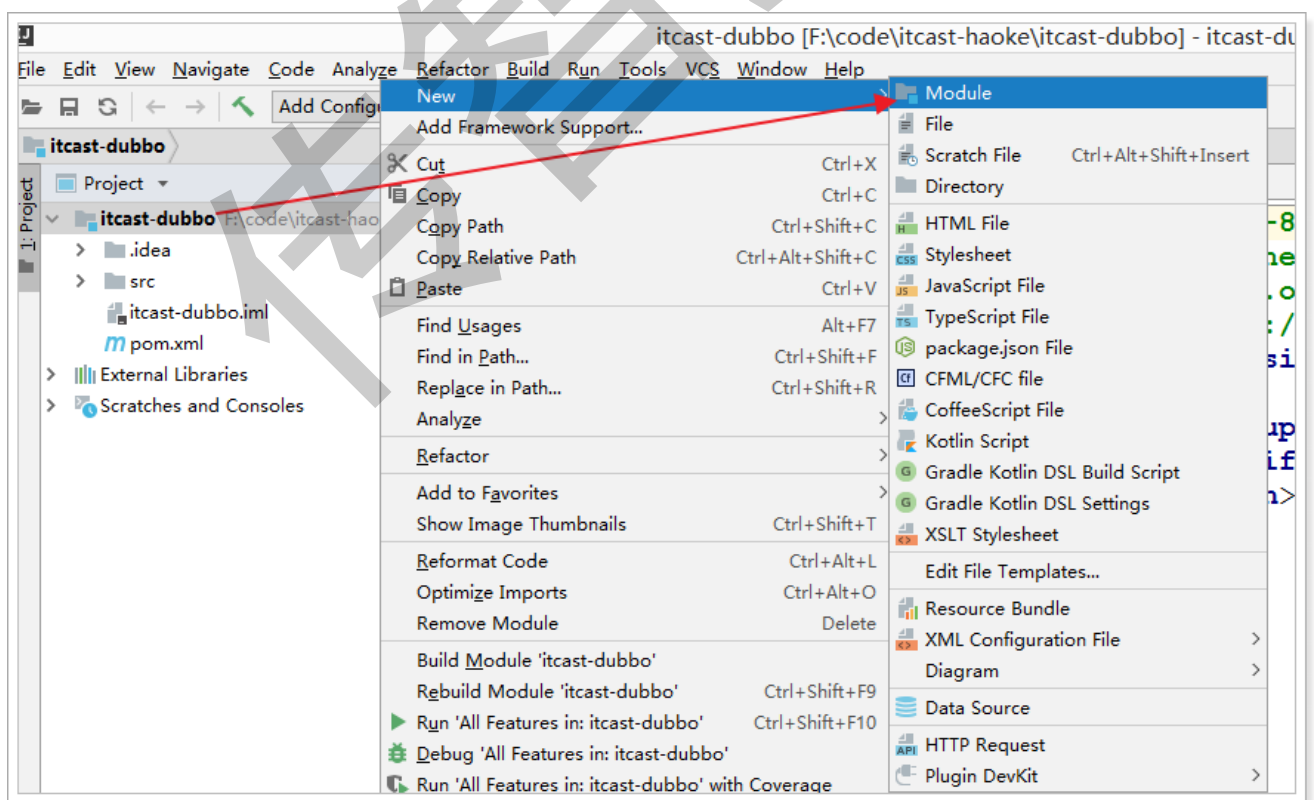 itcast-dubbo [F:\code\itcast-haoke\itcast-dubbo] - itcast-du
File Edit View Navigate Code Analyze Refactor Build Run Tools VCS Window Help
Add Configu
itcast-dubbo
1: Project
Project
itcast-dubbo F:\code\itcast-hao
.idea
src
itcast-dubbo.iml
pom.xml
External Libraries
Scratches and Consoles
New
Add Framework Support...
Cut Ctrl+X
Copy Ctrl+C
Copy Path Ctrl+Shift+C
Copy Relative Path Ctrl+Alt+Shift+C
Paste Ctrl+V
Find Usages Alt+F7
Find in Path... Ctrl+Shift+F
Replace in Path... Ctrl+Shift+R
Analyze
Refactor
Add to Favorites
Show Image Thumbnails Ctrl+Shift+T
Reformat Code Ctrl+Alt+L
Optimize Imports Ctrl+Alt+O
Remove Module Delete
Build Module 'itcast-dubbo'
Rebuild Module 'itcast-dubbo' Ctrl+Shift+F9
Run 'All Features in: itcast-dubbo' Ctrl+Shift+F10
Debug 'All Features in: itcast-dubbo'
Run 'All Features in: itcast-dubbo' with Coverage
Module
File
Scratch File Ctrl+Alt+Shift+Insert
Directory
HTML File
Stylesheet
JavaScript File
TypeScript File
package.json File
CFML/CFC file
CoffeeScript File
Kotlin Script
Gradle Kotlin DSL Build Script
Gradle Kotlin DSL Settings
XSLT Stylesheet
Edit File Templates...
Resource Bundle
XML Configuration File
Diagram
Data Source
HTTP Request
Plugin DevKit
-8
ne
.o
:/
si
up
if
n>
传